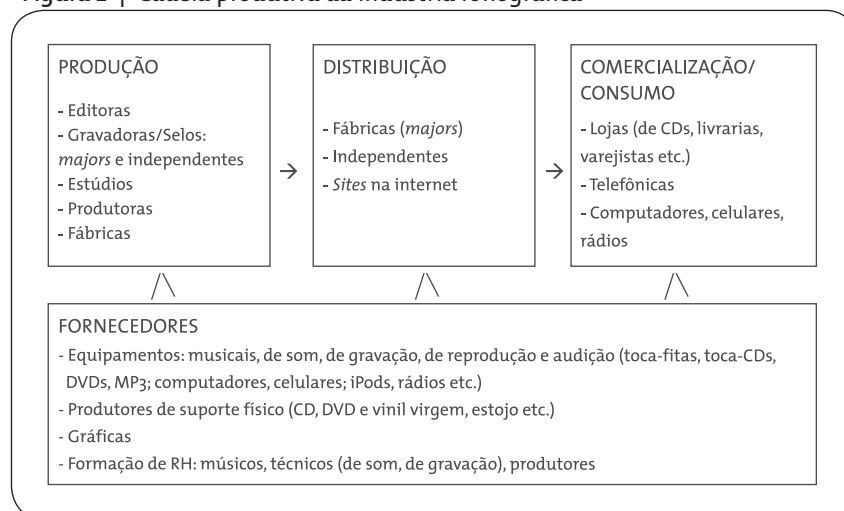 PRODUÇÃO
- Editoras
- Gravadoras/Selos:
majors e independentes
- Estúdios
- Produtoras
- Fábricas
→
DISTRIBUIÇÃO
- Fábricas (majors)
- Independentes
- Sites na internet
→
COMERCIALIZAÇÃO/
CONSUMO
- Lojas (de CDs, livrarias,
varejistas etc.)
- Telefônicas
- Computadores, celulares,
rádios
FORNECEDORES
- Equipamentos: musicais, de som, de gravação, de reprodução e audição (toca-fitas, toca-CDs,
DVDs, MP3; computadores, celulares; iPods, rádios etc.)
- Produtores de suporte físico (CD, DVD e vinil virgem, estojo etc.)
- Gráficas
- Formação de RH: músicos, técnicos (de som, de gravação), produtores